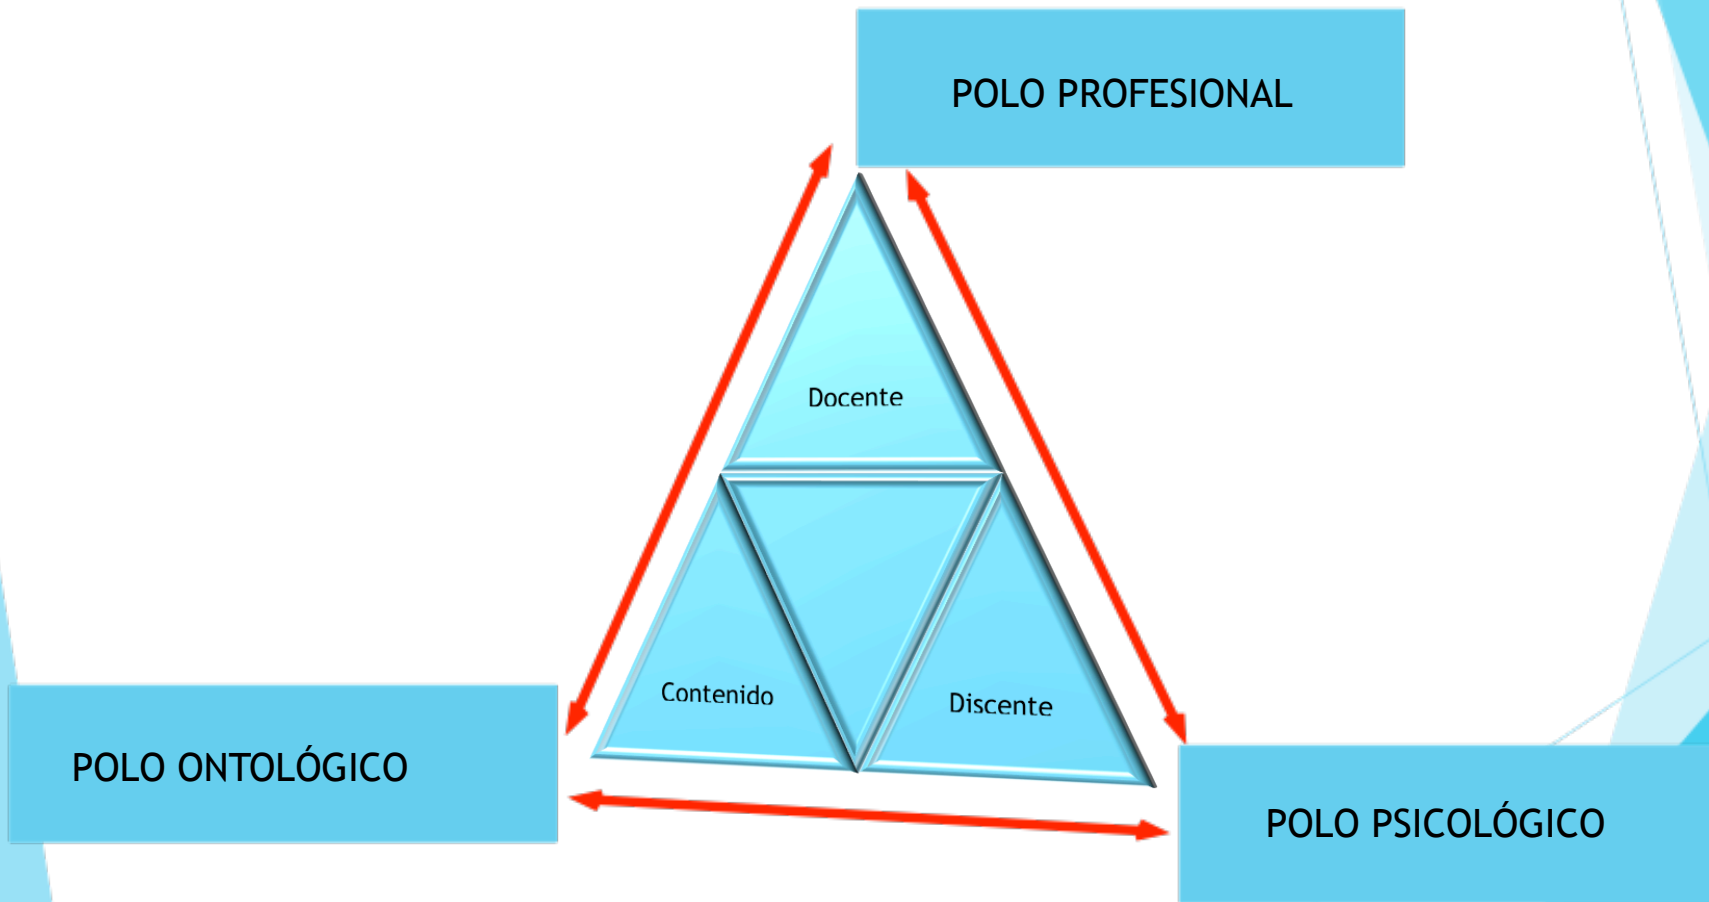 POLO PROFESIONAL
Docente
Contenido
Discente
POLO ONTOLÓGICO
POLO PSICOLÓGICO